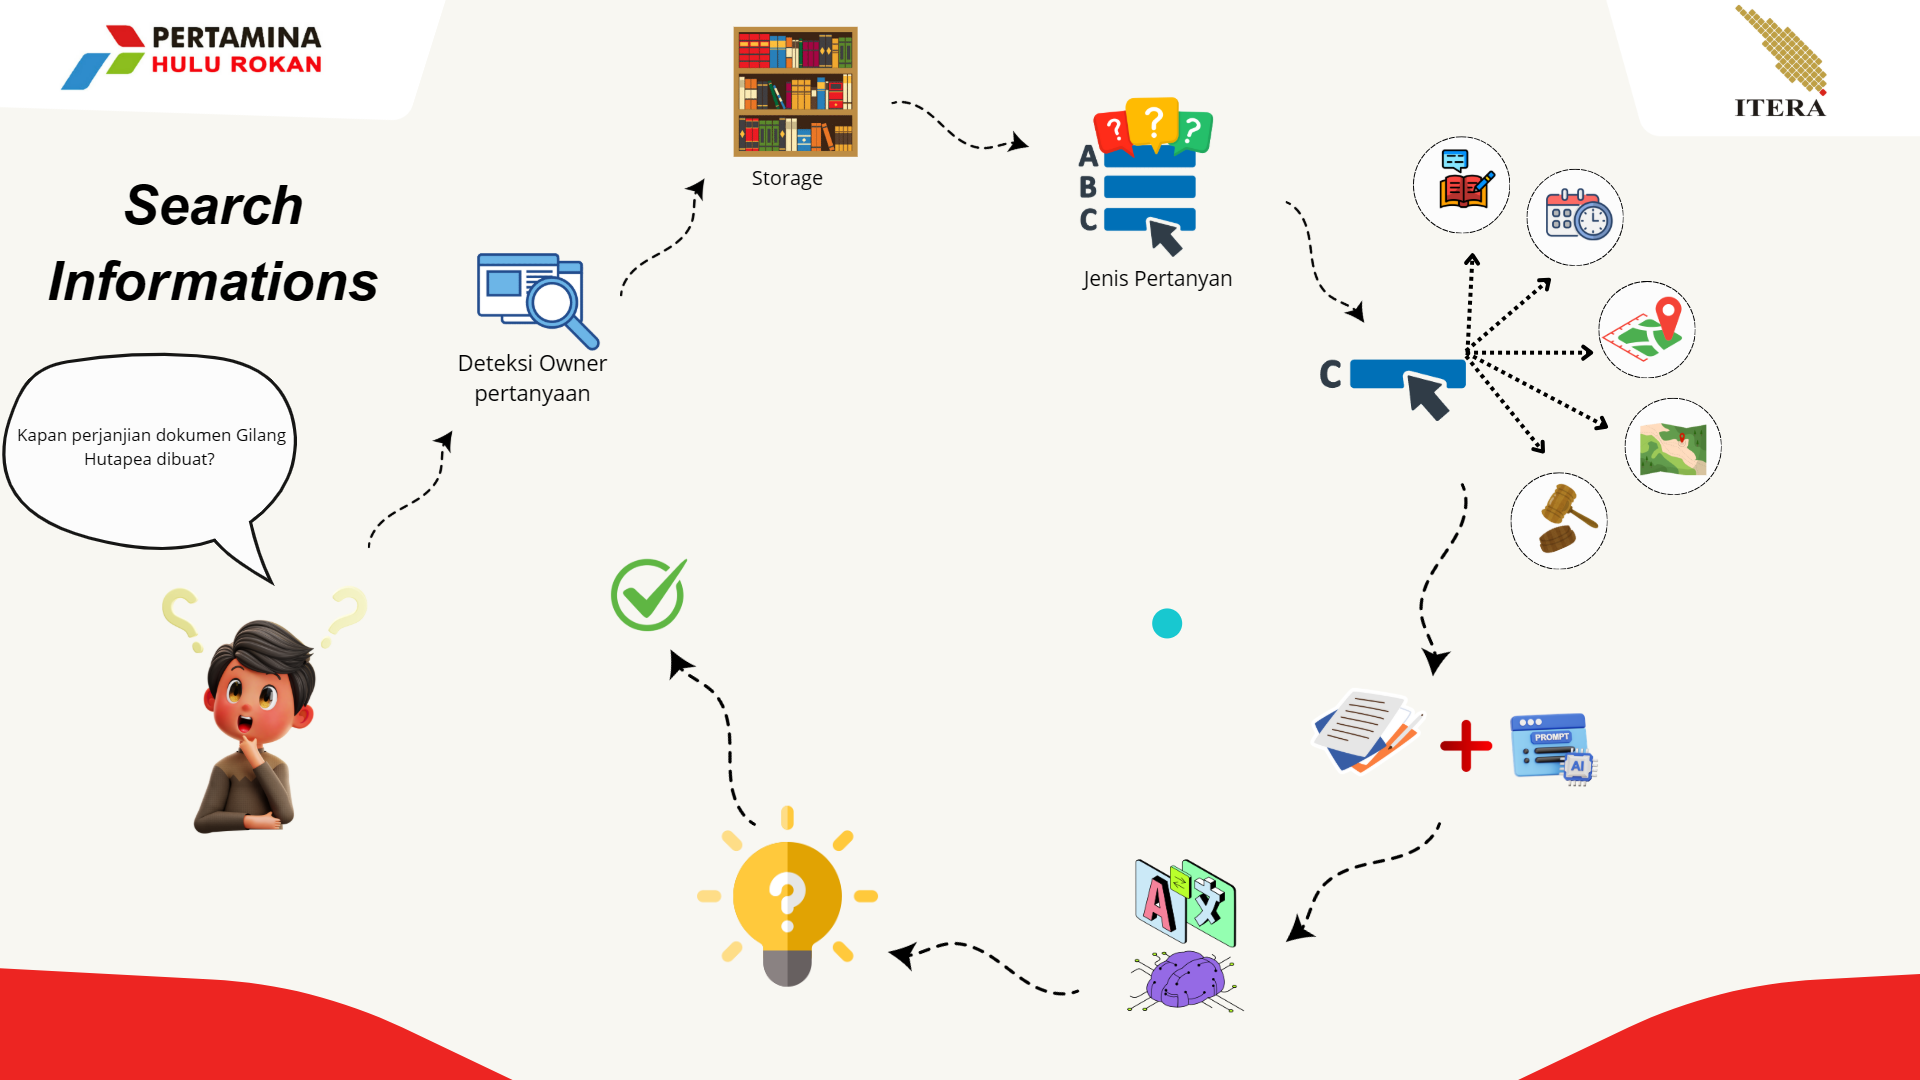 PERTAMINA
HULU ROKAN
ITERA
Search
Informations
Kapan perjanjian dokumen Gilang
Hutapea dibuat?
Deteksi Owner
pertanyaan
Storage
? ? ?
A
B
C
Jenis Pertanyan
C
PROMPT
AI
A 文
?